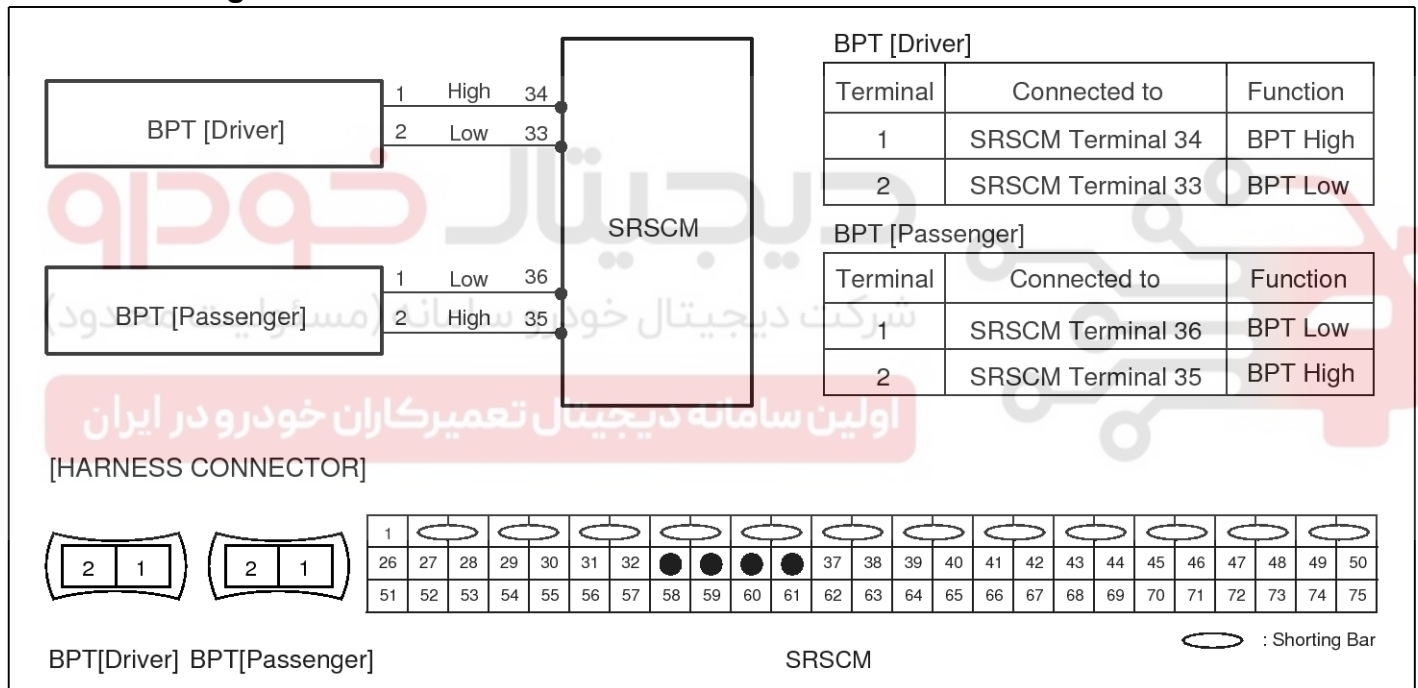 BPT [Driver]
1 High 34
2 Low 33
BPT [Passenger]
1 Low 36
2 High 35
SRSCM
BPT [Driver]
Terminal Connected to Function
1 SRSCM Terminal 34 BPT High
2 SRSCM Terminal 33 BPT Low
BPT [Passenger]
Terminal Connected to Function
1 SRSCM Terminal 36 BPT Low
2 SRSCM Terminal 35 BPT High
دیجیتال خودرو
شرکت دیجیتال خودرو سامانه (مسئولیت محدود)
اولین سامانه دیجیتال تعمیرکاران خودرو در ایران
[HARNESS CONNECTOR]
2 1
2 1
1
26 27 28 29 30 31 32 37 38 39 40 41 42 43 44 45 46 47 48 49 50
51 52 53 54 55 56 57 58 59 60 61 62 63 64 65 66 67 68 69 70 71 72 73 74 75
: Shorting Bar
BPT[Driver] BPT[Passenger] SRSCM